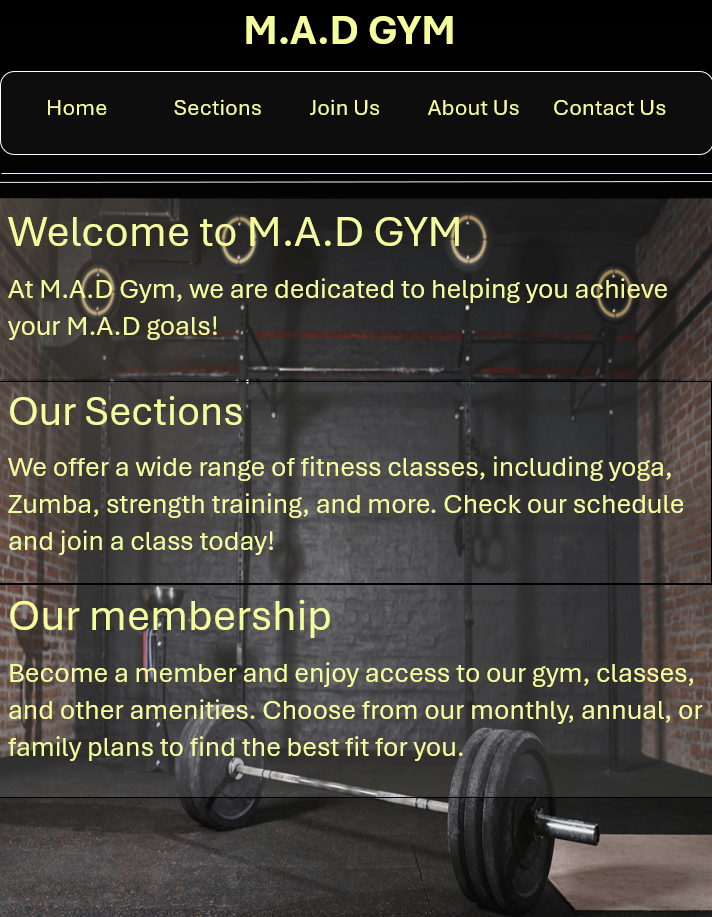 M.A.D GYM
Home Sections Join Us About Us Contact Us
Welcome to M.A.D GYM
At M.A.D Gym, we are dedicated to helping you achieve
your M.A.D goals!
Our Sections
We offer a wide range of fitness classes, including yoga,
Zumba, strength training, and more. Check our schedule
and join a class today!
Our membership
Become a member and enjoy access to our gym, classes,
and other amenities. Choose from our monthly, annual, or
family plans to find the best fit for you.